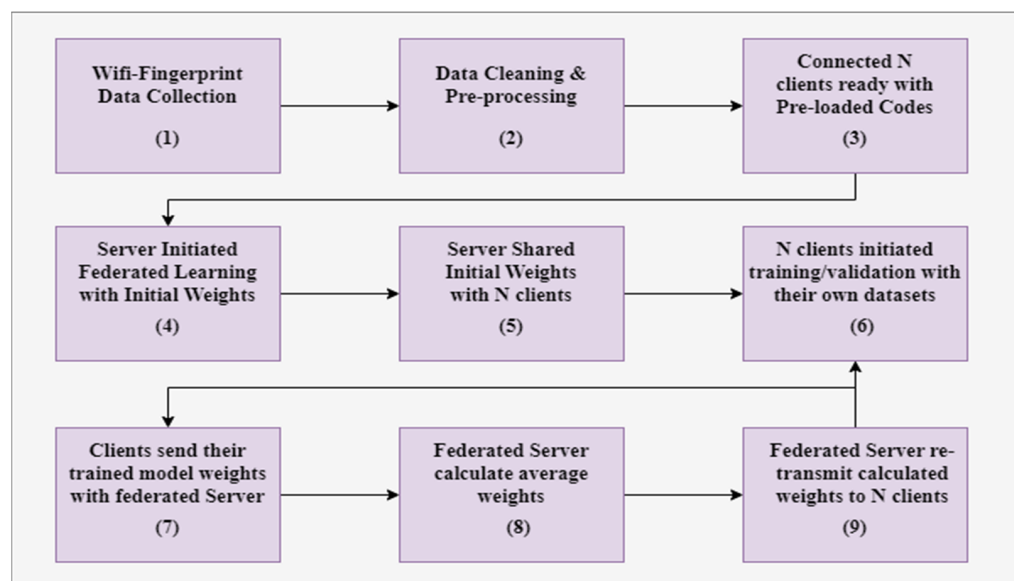 Wifi-Fingerprint
Data Collection
(1)
Data Cleaning &
Pre-processing
(2)
Connected N
clients ready with
Pre-loaded Codes
(3)
Server Initiated
Federated Learning
with Initial Weights
(4)
Server Shared
Initial Weights
with N clients
(5)
N clients initiated
training/validation with
their own datasets
(6)
Clients send their
trained model weights
with federated Server
(7)
Federated Server
calculate average
weights
(8)
Federated Server re-
transmit calculated
weights to N clients
(9)